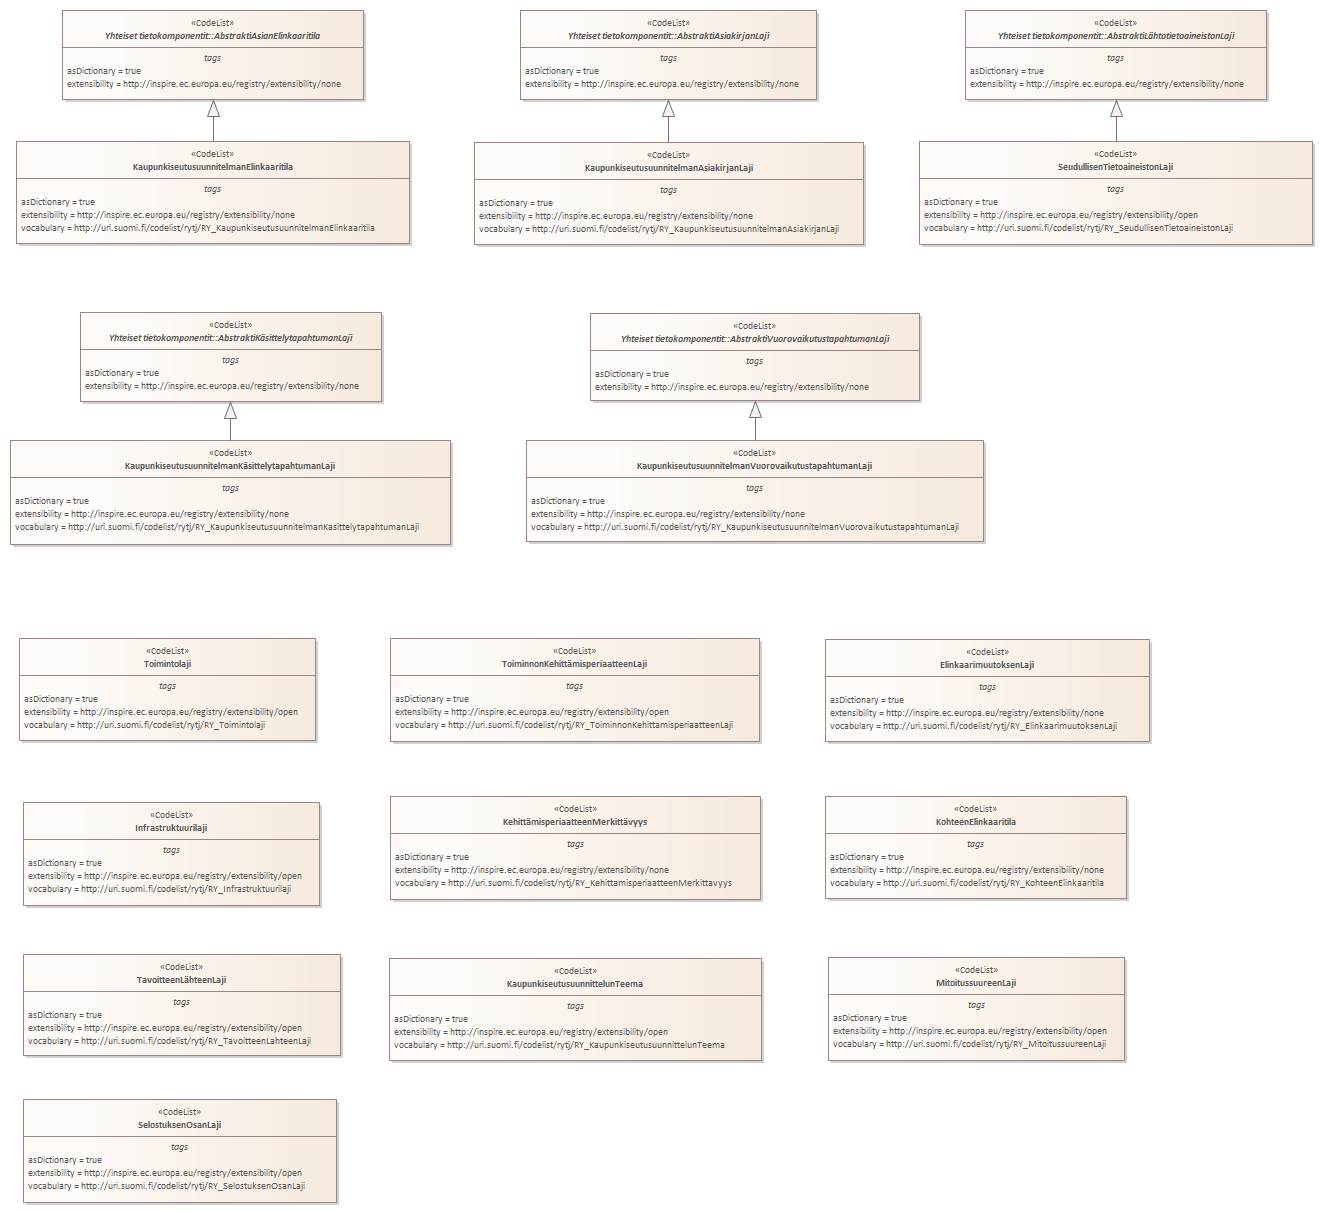 «CodeList»
Yhteiset tietokomponentit::AbstraktiAsianElinkaaritila
tags
asDictionary = true
extensibility = http://inspire.ec.europa.eu/registry/extensibility/none
«CodeList»
Yhteiset tietokomponentit::AbstraktiAsiakirjanLaji
tags
asDictionary = true
extensibility = http://inspire.ec.europa.eu/registry/extensibility/none
«CodeList»
Yhteiset tietokomponentit::AbstraktiLähtotietoaineistonLaji
tags
asDictionary = true
extensibility = http://inspire.ec.europa.eu/registry/extensibility/none
«CodeList»
KaupunkiseutusuunnitelmanElinkaaritila
tags
asDictionary = true
extensibility = http://inspire.ec.europa.eu/registry/extensibility/none
vocabulary = http://uri.suomi.fi/codelist/rytj/RY_KaupunkiseutusuunnitelmanElinkaaritila
«CodeList»
KaupunkiseutusuunnitelmanAsiakirjanLaji
tags
asDictionary = true
extensibility = http://inspire.ec.europa.eu/registry/extensibility/none
vocabulary = http://uri.suomi.fi/codelist/rytj/RY_KaupunkiseutusuunnitelmanAsiakirjanLaji
«CodeList»
SeudullisenTietoaineistonLaji
tags
asDictionary = true
extensibility = http://inspire.ec.europa.eu/registry/extensibility/open
vocabulary = http://uri.suomi.fi/codelist/rytj/RY_SeudullisenTietoaineistonLaji
«CodeList»
Yhteiset tietokomponentit::AbstraktiKäsittelytapahtumanLaji
tags
asDictionary = true
extensibility = http://inspire.ec.europa.eu/registry/extensibility/none
«CodeList»
Yhteiset tietokomponentit::AbstraktiVuorovaikutustapahtumanLaji
tags
asDictionary = true
extensibility = http://inspire.ec.europa.eu/registry/extensibility/none
«CodeList»
KaupunkiseutusuunnitelmanKäsittelytapahtumanLaji
tags
asDictionary = true
extensibility = http://inspire.ec.europa.eu/registry/extensibility/none
vocabulary = http://uri.suomi.fi/codelist/rytj/RY_KaupunkiseutusuunnitelmanKasittelytapahtumanLaji
«CodeList»
KaupunkiseutusuunnitelmanVuorovaikutustapahtumanLaji
tags
asDictionary = true
extensibility = http://inspire.ec.europa.eu/registry/extensibility/none
vocabulary = http://uri.suomi.fi/codelist/rytj/RY_KaupunkiseutusuunnitelmanVuorovaikutustapahtumanLaji
«CodeList»
Toimintolaji
tags
asDictionary = true
extensibility = http://inspire.ec.europa.eu/registry/extensibility/open
vocabulary = http://uri.suomi.fi/codelist/rytj/RY_Toimintolaji
«CodeList»
ToiminnonKehittämisperiaatteenLaji
tags
asDictionary = true
extensibility = http://inspire.ec.europa.eu/registry/extensibility/open
vocabulary = http://uri.suomi.fi/codelist/rytj/RY_ToiminnonKehittamisperiaatteenLaji
«CodeList»
ElinkaarimuutoksenLaji
tags
asDictionary = true
extensibility = http://inspire.ec.europa.eu/registry/extensibility/none
vocabulary = http://uri.suomi.fi/codelist/rytj/RY_ElinkaarimuutoksenLaji
«CodeList»
Infrastruktuurilaji
tags
asDictionary = true
extensibility = http://inspire.ec.europa.eu/registry/extensibility/open
vocabulary = http://uri.suomi.fi/codelist/rytj/RY_Infrastruktuurilaji
«CodeList»
KehittämisperiaatteenMerkittävyys
tags
asDictionary = true
extensibility = http://inspire.ec.europa.eu/registry/extensibility/none
vocabulary = http://uri.suomi.fi/codelist/rytj/RY_KehittamisperiaatteenMerkittavyys
«CodeList»
KohteenElinkaaritila
tags
asDictionary = true
extensibility = http://inspire.ec.europa.eu/registry/extensibility/none
vocabulary = http://uri.suomi.fi/codelist/rytj/RY_KohteenElinkaaritila
«CodeList»
TavoitteenLähteenLaji
tags
asDictionary = true
extensibility = http://inspire.ec.europa.eu/registry/extensibility/open
vocabulary = http://uri.suomi.fi/codelist/rytj/RY_TavoitteenLahteenLaji
«CodeList»
KaupunkiseutusuunnittelunTeema
tags
asDictionary = true
extensibility = http://inspire.ec.europa.eu/registry/extensibility/open
vocabulary = http://uri.suomi.fi/codelist/rytj/RY_KaupunkiseutusuunnittelunTeema
«CodeList»
MitoitussuureenLaji
tags
asDictionary = true
extensibility = http://inspire.ec.europa.eu/registry/extensibility/open
vocabulary = http://uri.suomi.fi/codelist/rytj/RY_MitoitussuureenLaji
«CodeList»
SelostuksenOsanLaji
tags
asDictionary = true
extensibility = http://inspire.ec.europa.eu/registry/extensibility/open
vocabulary = http://uri.suomi.fi/codelist/rytj/RY_SelostuksenOsanLaji